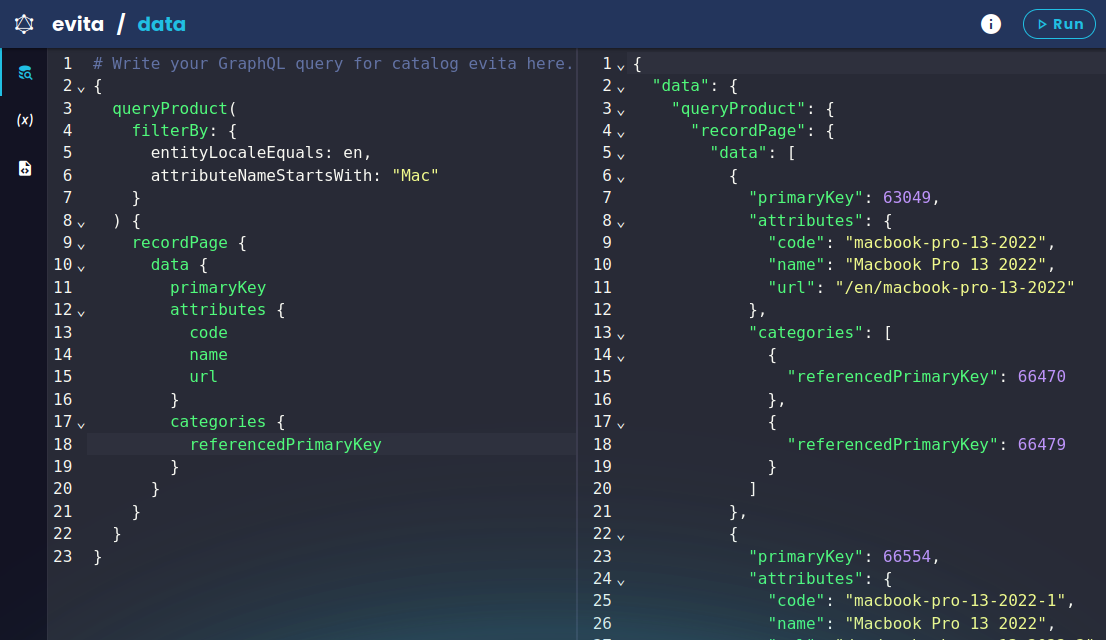 evita / data
Run
1 # Write your GraphQL query for catalog evita here.
2 {
3 queryProduct(
4 filterBy: {
5 entityLocaleEquals: en,
6 attributeNameStartsWith: "Mac"
7 }
8 ) {
9 recordPage {
10 data {
11 primaryKey
12 attributes {
13 code
14 name
15 url
16 }
17 categories {
18 referencedPrimaryKey
19 }
20 }
21 }
22 }
23 }
(x)
1 {
2 "data": {
3 "queryProduct": {
4 "recordPage": {
5 "data": [
6 {
7 "primaryKey": 63049,
8 "attributes": {
9 "code": "macbook-pro-13-2022",
10 "name": "Macbook Pro 13 2022",
11 "url": "/en/macbook-pro-13-2022"
12 },
13 "categories": [
14 {
15 "referencedPrimaryKey": 66470
16 },
17 {
18 "referencedPrimaryKey": 66479
19 }
20 ]
21 },
22 {
23 "primaryKey": 66554,
24 "attributes": {
25 "code": "macbook-pro-13-2022-1",
26 "name": "Macbook Pro 13 2022",